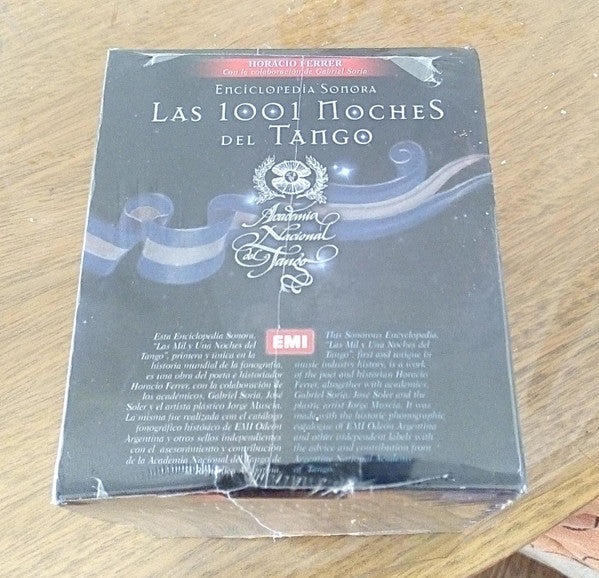 HORACIO FERRER
Con la colaboración de Gabriel Soria
ENCICLOPEDIA SONORA
LAS 1001 NOCHES
DEL TANGO
Academia
Nacional
del Tango
EMI
Esta Enciclopedia Sonora,
"Las Mil y Una Noches del
Tango", primera y única en la
historia mundial de la fonografía,
es una obra del poeta e historiador
Horacio Ferrer, con la colaboración de
los académicos, Gabriel Soria, José
Soler y el artista plástico Jorge Muscia.
La misma fue realizada con el catálogo
fonográfico histórico de EMI Odeón
Argentina y otros sellos independientes
con el asesoramiento y contribución
de la Academia Nacional del Tango de
This Sonorous Encyclopedia,
"Las Mil y Una Noches del
Tango", first and unique in
music industry history, is a work
of the poet and historian Horacio
Ferrer, altogether with academics,
Gabriel Soria, José Soler and the
plastic artist Jorge Muscia. It was
made with the historic phonographic
catalogue of EMI Odeón Argentina
and other independent labels with
the advice and contribution from
of Tango.